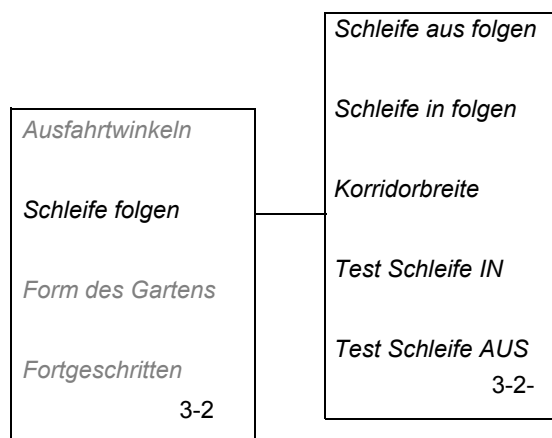 Ausfahrtwinkeln
Schleife folgen
Form des Gartens
Fortgeschritten
3-2
Schleife aus folgen
Schleife in folgen
Korridorbreite
Test Schleife IN
Test Schleife AUS
3-2-